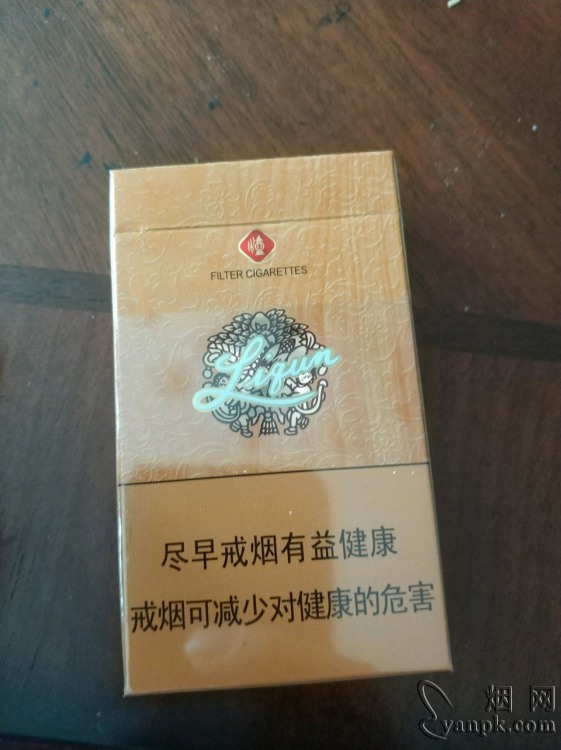 FILTER CIGARETTES
Liqun
尽早戒烟有益健康
戒烟可减少对健康的危害
烟网
yanpk.com